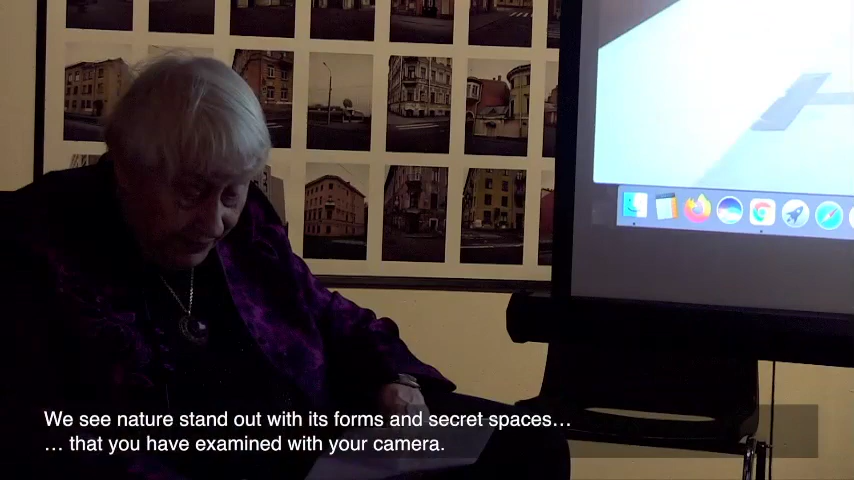 We see nature stand out with its forms and secret spaces…
… that you have examined with your camera.